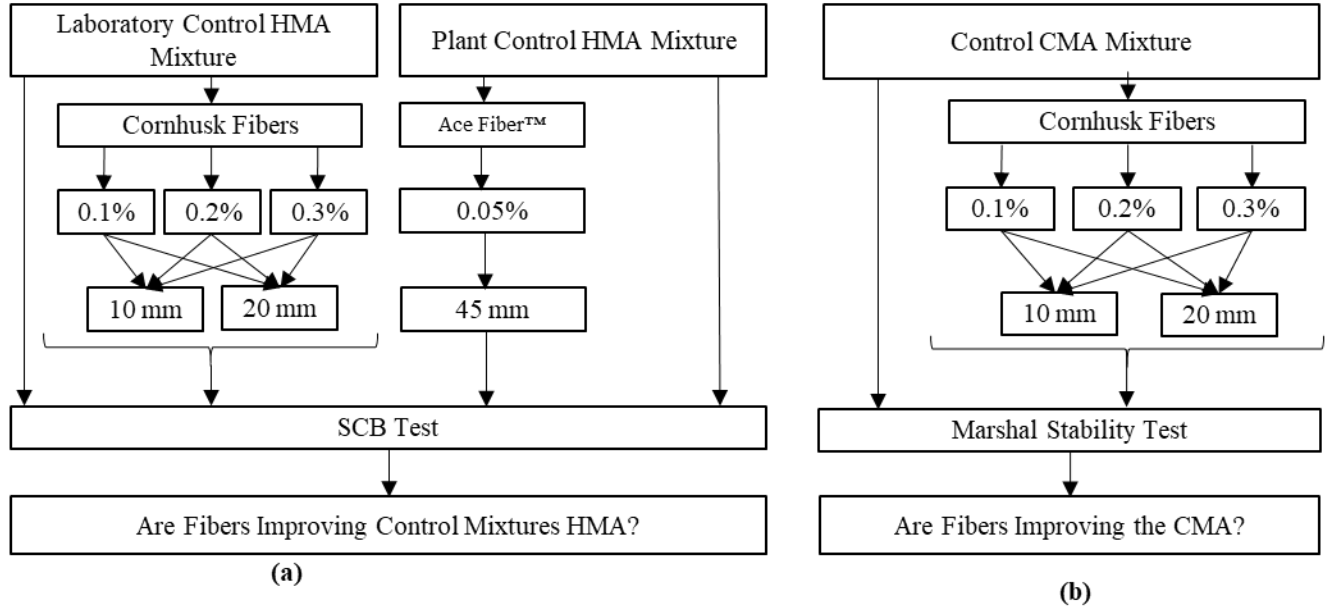 Laboratory Control HMA
Mixture
Plant Control HMA Mixture
Cornhusk Fibers
Ace Fiber™
0.1%
0.2%
0.3%
0.05%
10 mm
20 mm
45 mm
SCB Test
Are Fibers Improving Control Mixtures HMA?
(a)
Control CMA Mixture
Cornhusk Fibers
0.1%
0.2%
0.3%
10 mm
20 mm
Marshal Stability Test
Are Fibers Improving the CMA?
(b)